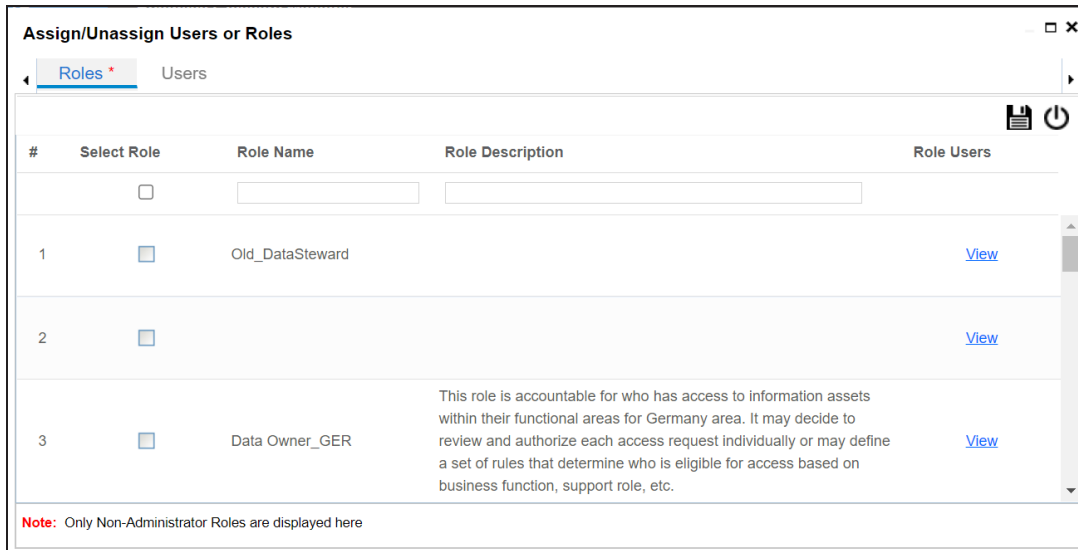 Assign/Unassign Users or Roles
Roles * Users
# Select Role Role Name Role Description Role Users
1 Old_DataSteward View
2 View
This role is accountable for who has access to information assets
within their functional areas for Germany area. It may decide to
3 Data Owner_GER review and authorize each access request individually or may define View
a set of rules that determine who is eligible for access based on
business function, support role, etc.
Note: Only Non-Administrator Roles are displayed here